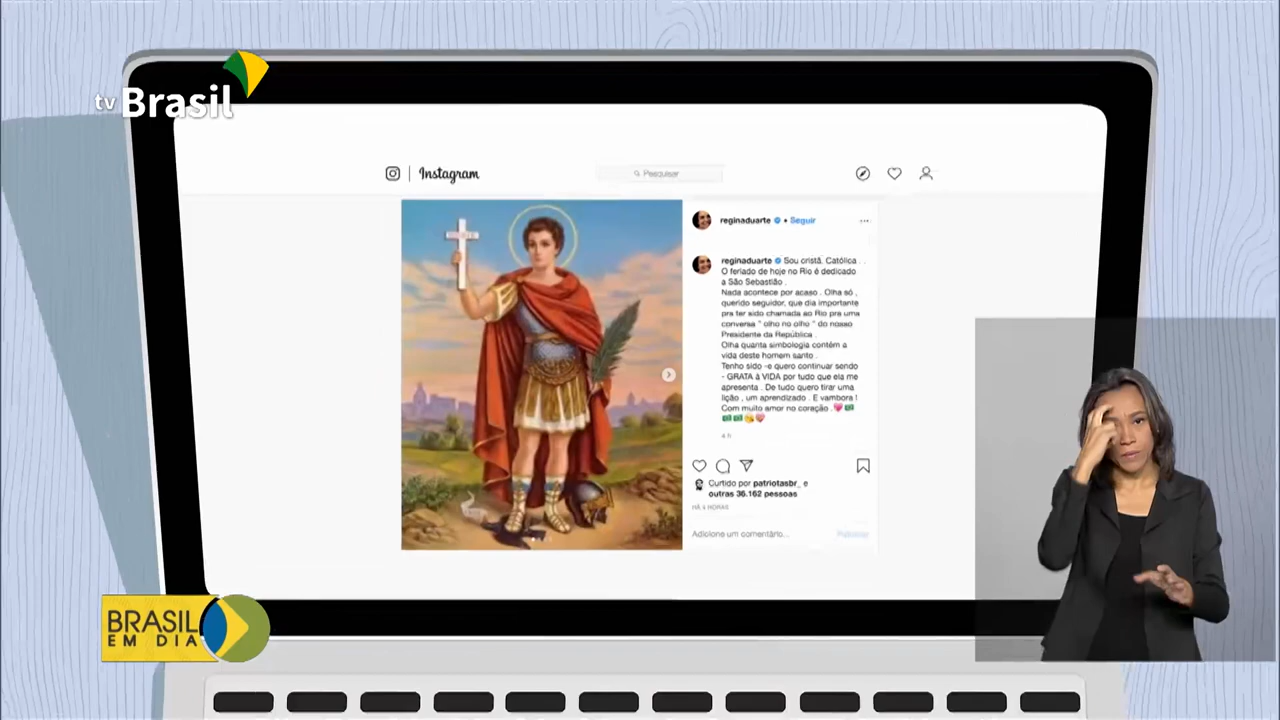 tv Brasil
Instagram
Pesquisar
reginaduarte • Seguir
reginaduarte Sou cristã. Católica . .
O feriado de hoje no Rio é dedicado
a São Sebastião .
Nada acontece por acaso . Olha só ,
querido seguidor, que dia importante
pra ter sido chamada ao Rio pra uma
conversa " olho no olho " do nosso
Presidente da República .
Olha quanta simbologia contém a
vida deste homem santo .
Tenho sido -e quero continuar sendo
- GRATA à VIDA por tudo que ela me
apresenta . De tudo quero tirar uma
lição , um aprendizado . E vambora !
Com muito amor no coração .
4 h
Curtido por patriotasbr_ e
outras 36.162 pessoas
HÁ 4 HORAS
Adicione um comentário...
Publicar
BRASIL
EM DIA